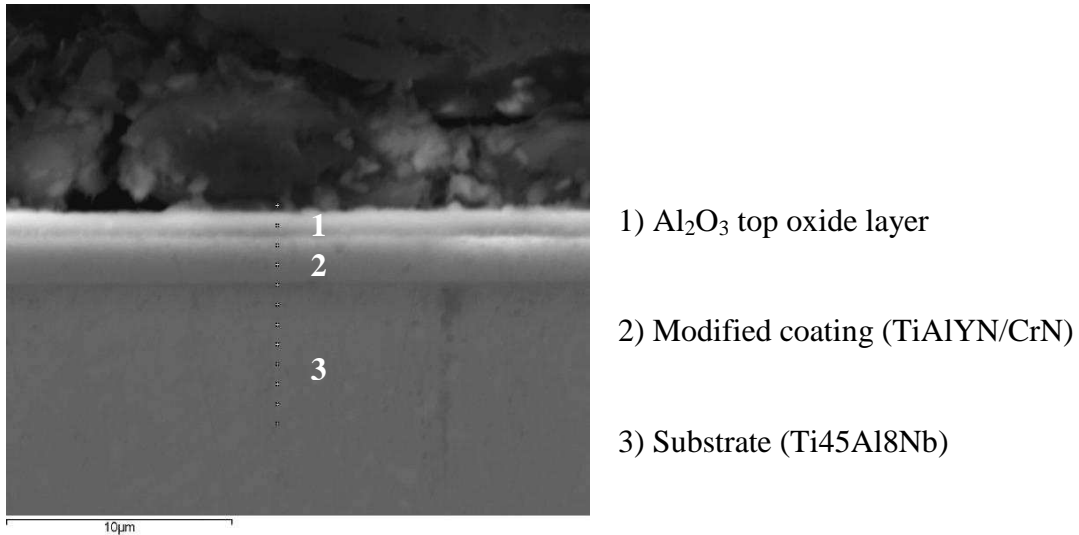 1
2
3
1) Al₂O₃ top oxide layer
2) Modified coating (TiAlYN/CrN)
3) Substrate (Ti45Al8Nb)
10μm